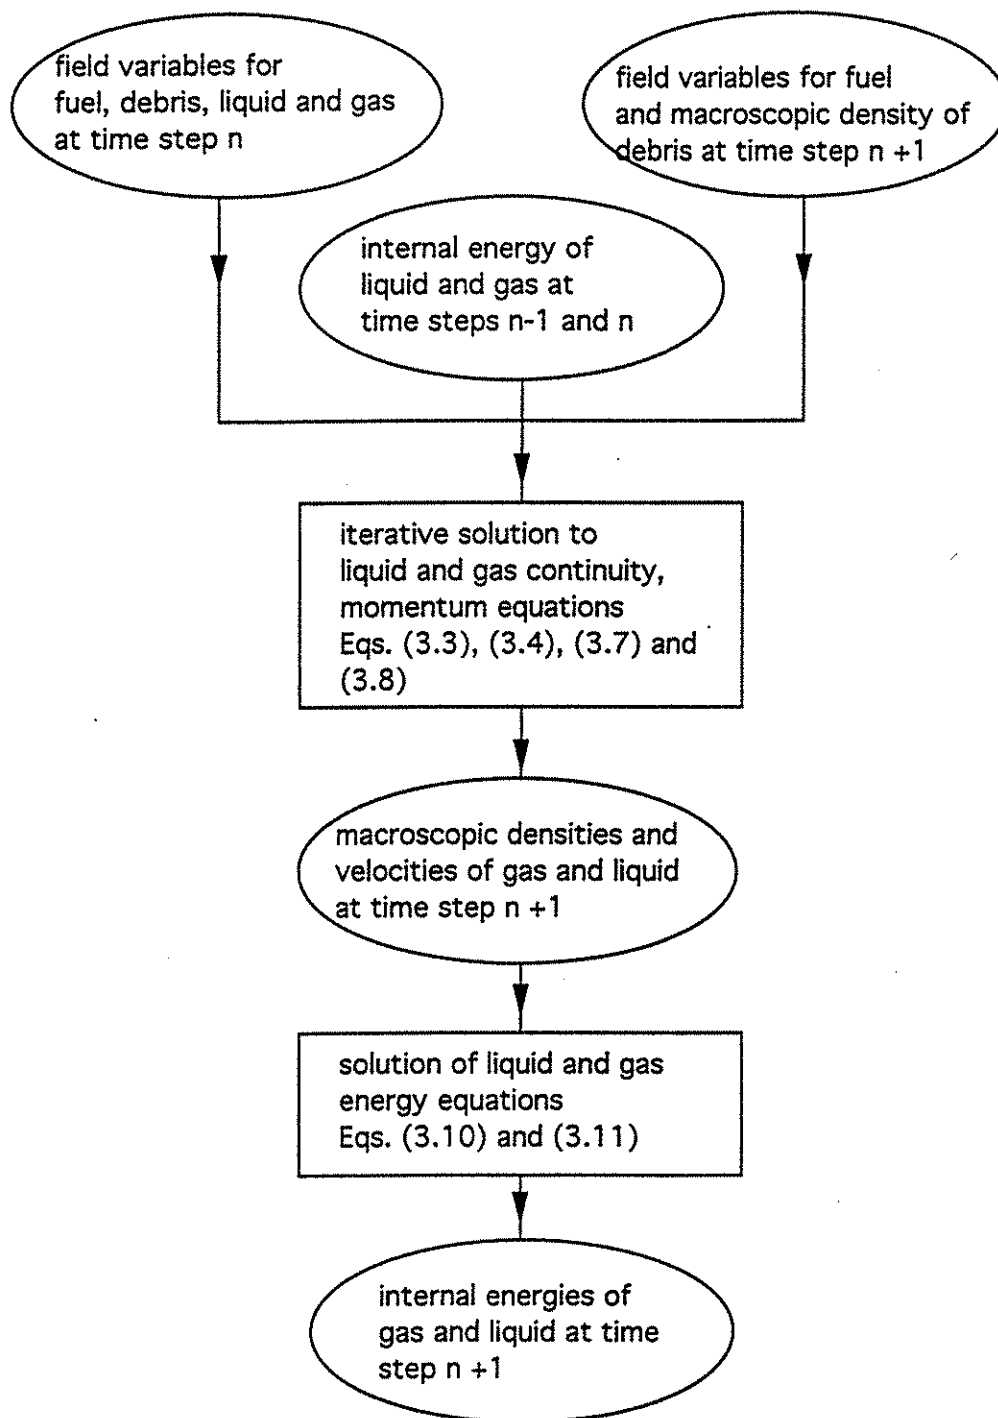 field variables for
fuel, debris, liquid and gas
at time step n
field variables for fuel
and macroscopic density of
debris at time step n +1
internal energy of
liquid and gas at
time steps n-1 and n
iterative solution to
liquid and gas continuity,
momentum equations
Eqs. (3.3), (3.4), (3.7) and
(3.8)
macroscopic densities and
velocities of gas and liquid
at time step n +1
solution of liquid and gas
energy equations
Eqs. (3.10) and (3.11)
internal energies of
gas and liquid at time
step n +1